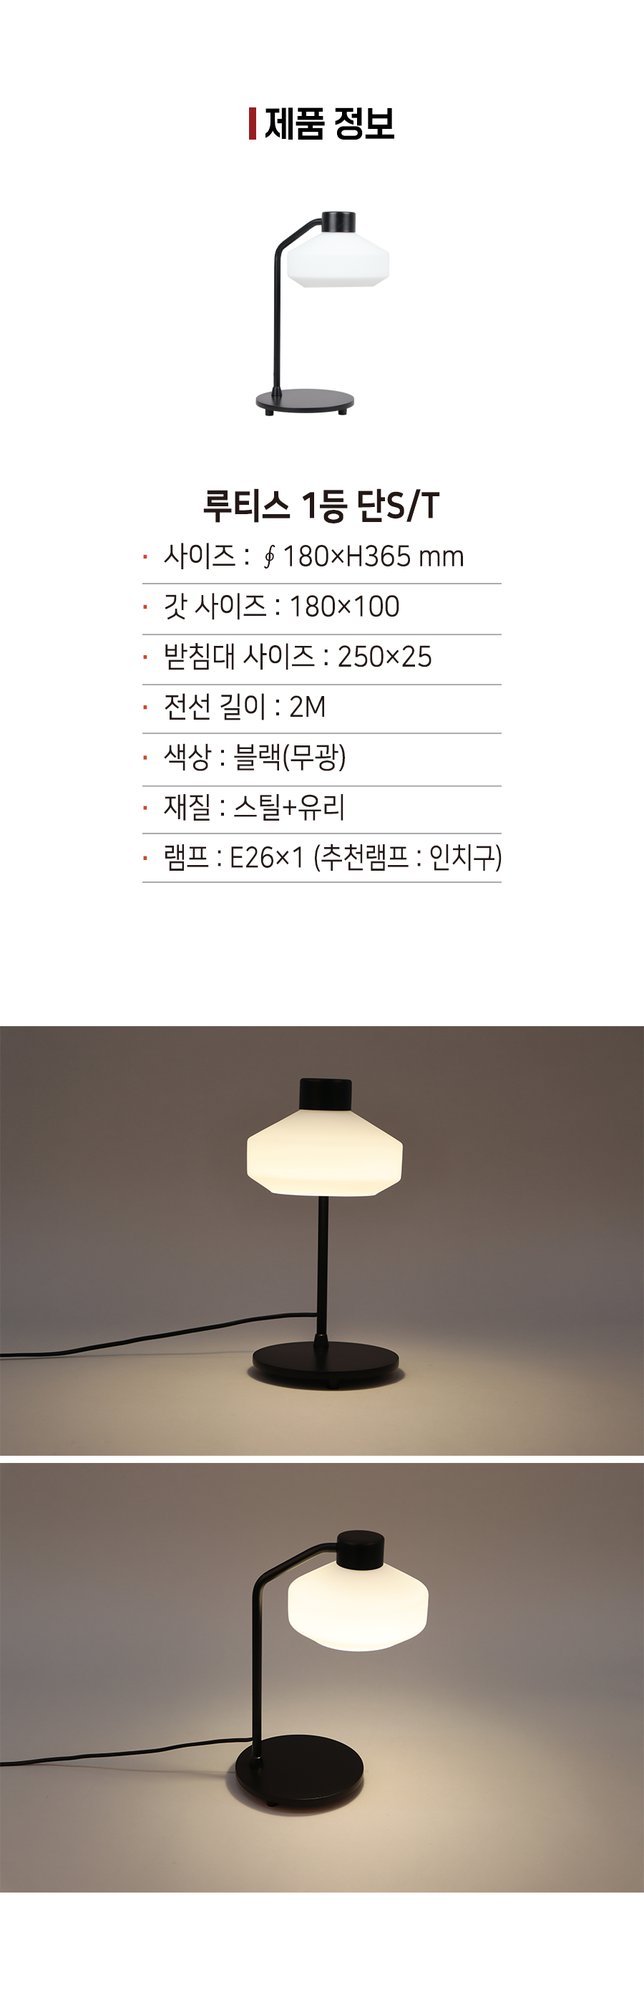 제품 정보
루티스 1등 단S/T
· 사이즈 : ∮ 180×H365 mm
· 갓 사이즈 : 180×100
· 받침대 사이즈 : 250×25
· 전선 길이 : 2M
· 색상 : 블랙(무광)
· 재질 : 스틸+유리
· 램프 : E26×1 (추천램프 : 인치구)